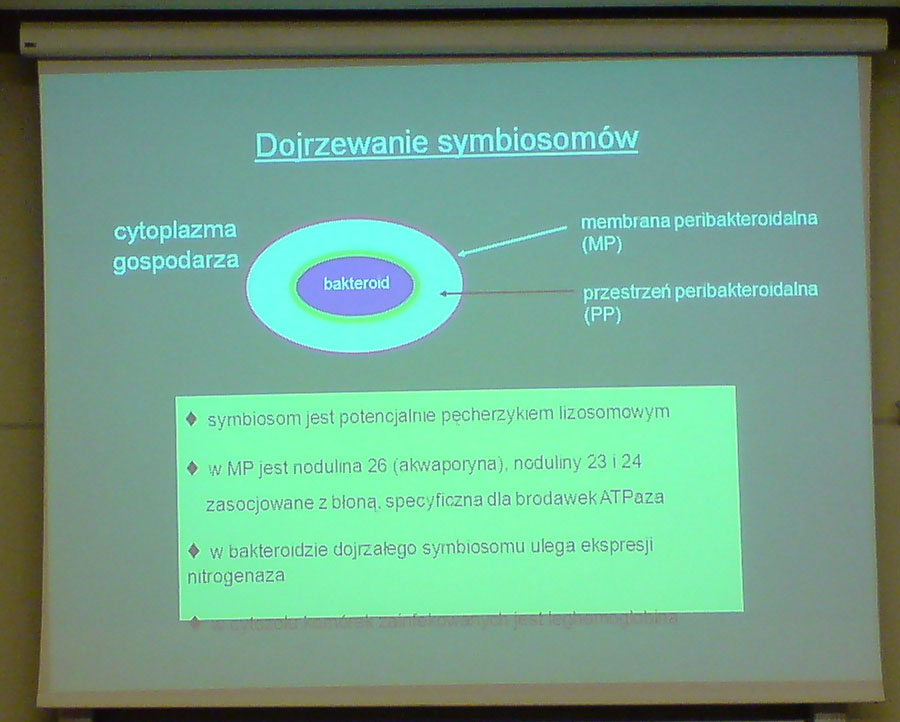 Dojrzewanie symbiosomów
cytoplazma
gospodarza
bakteroid
membrana peribakteroidalna
(MP)
przestrzeń peribakteroidalna
(PP)
♦ symbiosom jest potencjalnie pęcherzykiem lizosomowym
♦ w MP jest nodulina 26 (akwaporyna), noduliny 23 i 24
zasocjowane z błoną, specyficzna dla brodawek ATPaza
♦ w bakteroidzie dojrzałego symbiosomu ulega ekspresji
nitrogenaza
♦ w cytozolu komórek zainfekowanych jest leghemoglobina